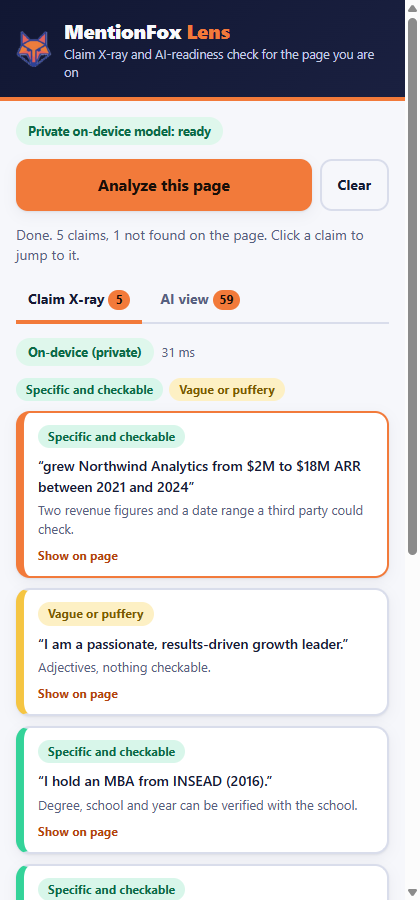 MentionFox Lens
Claim X-ray and AI-readiness check for the page you are
on
Private on-device model: ready
Analyze this page
Clear
Done. 5 claims, 1 not found on the page. Click a claim to
jump to it.
Claim X-ray 5
AI view 59
On-device (private) 31 ms
Specific and checkable
Vague or puffery
Specific and checkable
“grew Northwind Analytics from $2M to $18M ARR
between 2021 and 2024”
Two revenue figures and a date range a third party could
check.
Show on page
Vague or puffery
“I am a passionate, results-driven growth leader.”
Adjectives, nothing checkable.
Show on page
Specific and checkable
“I hold an MBA from INSEAD (2016).”
Degree, school and year can be verified with the school.
Show on page
Specific and checkable